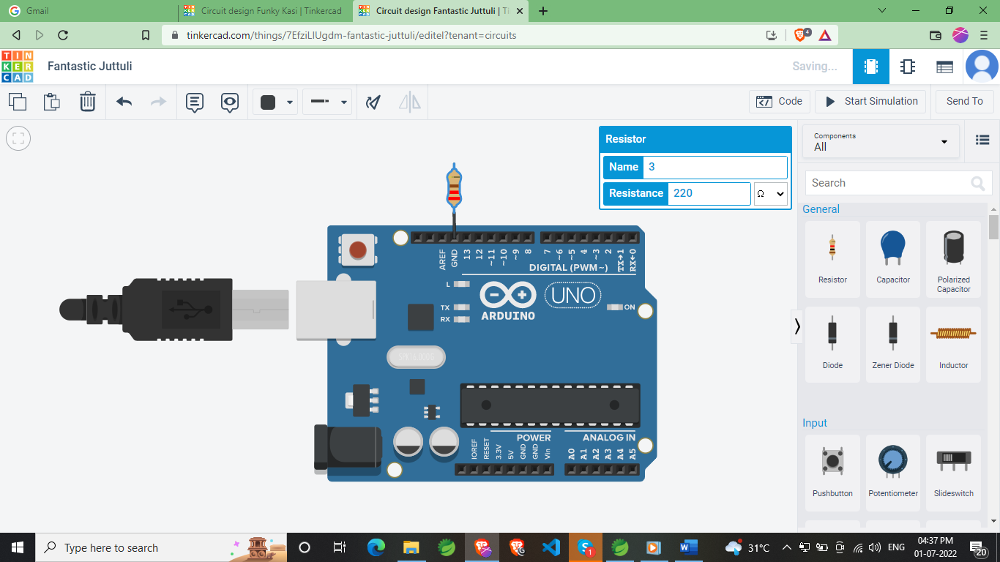 Gmail
Circuit design Funky Kasi | Tinkercad
Circuit design Fantastic Juttuli | Ti
tinkercad.com/things/7EfziLIUgdm-fantastic-juttuli/editel?tenant=circuits
4
TIN
KER
CAD
Fantastic Juttuli
Saving...
Code
Start Simulation
Send To
Resistor
Name 3
Resistance 220 Ω
Components
All
Search
General
Resistor
Capacitor
Polarized
Capacitor
Diode
Zener Diode
Inductor
Input
Pushbutton
Potentiometer
Slideswitch
AREF
GND
13
12
~11
~10
~9
8
7
~6
~5
4
~3
2
TX→1
RX←0
DIGITAL (PWM~)
L
TX
RX
ARDUINO
UNO
ON
POWER
ANALOG IN
IOREF
RESET
3.3V
5V
GND
GND
Vin
A0
A1
A2
A3
A4
A5
Type here to search
1
31°C
ENG
04:37 PM
01-07-2022
20